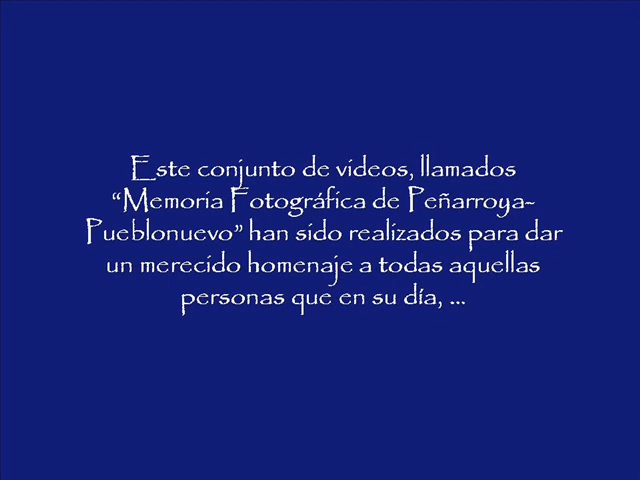 Este conjunto de videos, llamados
“Memoria Fotográfica de Peñarroya-
Pueblonuevo” han sido realizados para dar
un merecido homenaje a todas aquellas
personas que en su día, ...